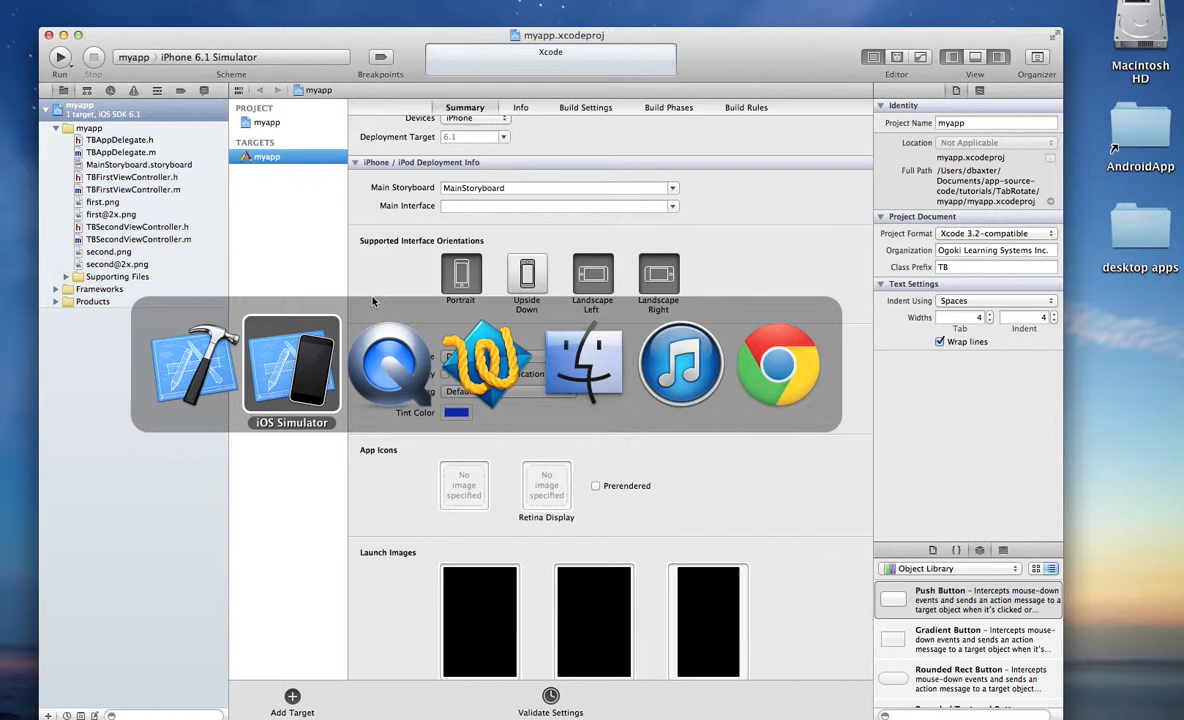 myapp.xcodeproj
Macintosh
HD
AndroidApp
desktop apps
Run
Stop
myapp
iPhone 6.1 Simulator
Scheme
Breakpoints
Xcode
Editor
View
Organizer
myapp
1 target, iOS SDK 6.1
myapp
TBAppDelegate.h
TBAppDelegate.m
MainStoryboard.storyboard
TBFirstViewController.h
TBFirstViewController.m
first.png
first@2x.png
TBSecondViewController.h
TBSecondViewController.m
second.png
second@2x.png
Supporting Files
Frameworks
Products
myapp
PROJECT
myapp
TARGETS
myapp
Summary
Info
Build Settings
Build Phases
Build Rules
Devices
iPhone
Deployment Target
6.1
iPhone / iPod Deployment Info
Main Storyboard
MainStoryboard
Main Interface
Supported Interface Orientations
Portrait
Upside
Down
Landscape
Left
Landscape
Right
iOS Simulator
Tint Color
App Icons
No
image
specified
No
image
specified
Prerendered
Retina Display
Launch Images
Add Target
Validate Settings
Identity
Project Name
myapp
Location
Not Applicable
myapp.xcodeproj
Full Path
/Users/dbaxter/
Documents/app-source-
code/tutorials/TabRotate/
myapp/myapp.xcodeproj
Project Document
Project Format
Xcode 3.2-compatible
Organization
Ogoki Learning Systems Inc.
Class Prefix
TB
Text Settings
Indent Using
Spaces
Widths
4
4
Tab
Indent
Wrap lines
Object Library
Push Button - Intercepts mouse-down
events and sends an action message to a
target object when it's clicked or...
Gradient Button - Intercepts mouse-
down events and sends an action
message to a target object when it's c...
Rounded Rect Button - Intercepts
mouse-down events and sends an
action message to a target object...